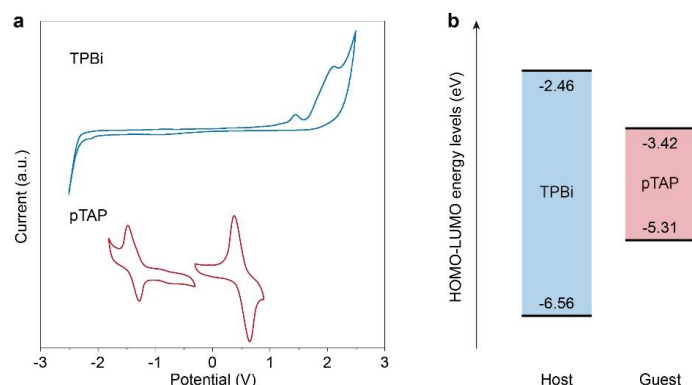 a
TPBi
pTAP
Current (a.u.)
-3 -2 -1 0 1 2 3
Potential (V)
b
HOMO-LUMO energy levels (eV)
-2.46
TPBi
-6.56
-3.42
pTAP
-5.31
Host
Guest